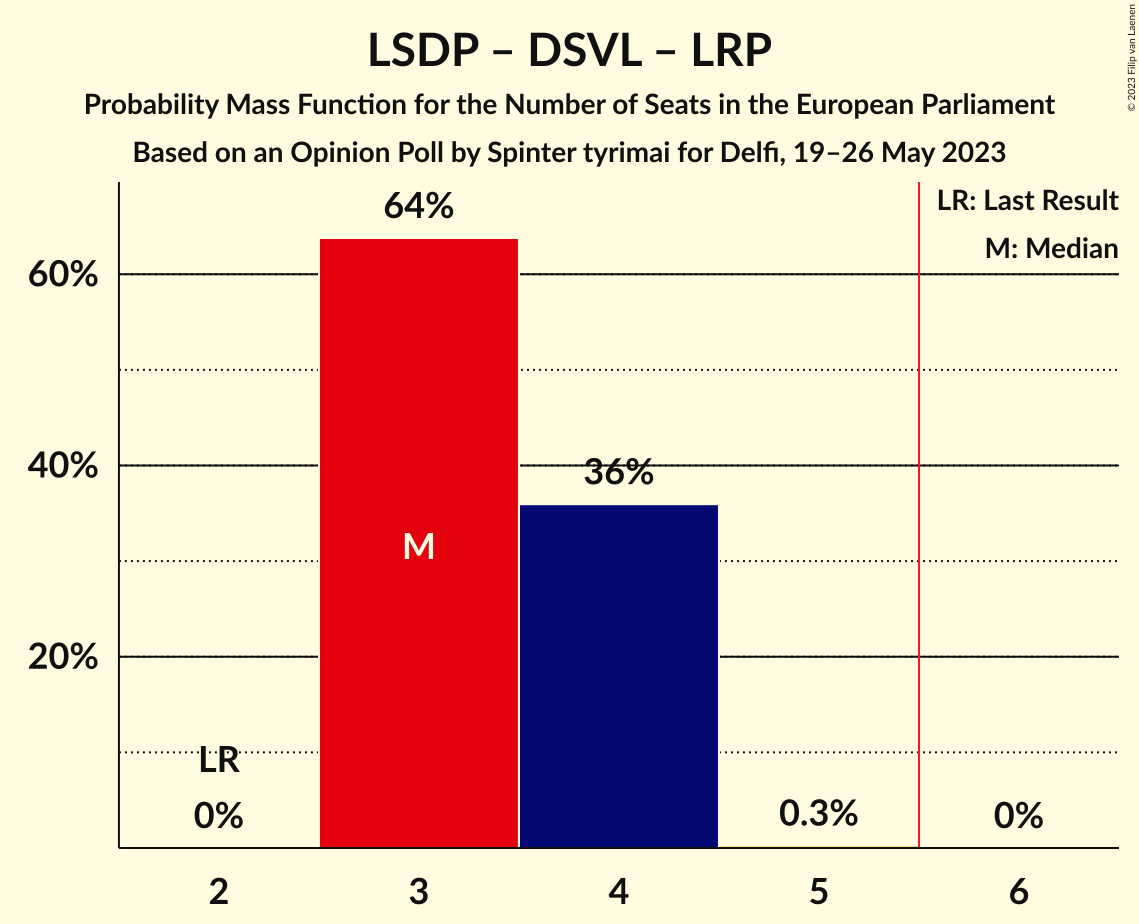 LSDP – DSVL – LRP
Probability Mass Function for the Number of Seats in the European Parliament
Based on an Opinion Poll by Spinter tyrimai for Delfi, 19–26 May 2023
© 2023 Filip van Laenen
LR: Last Result
M: Median
64%
60%
40%
36%
M
20%
LR
0%
0.3%
0%
2 3 4 5 6